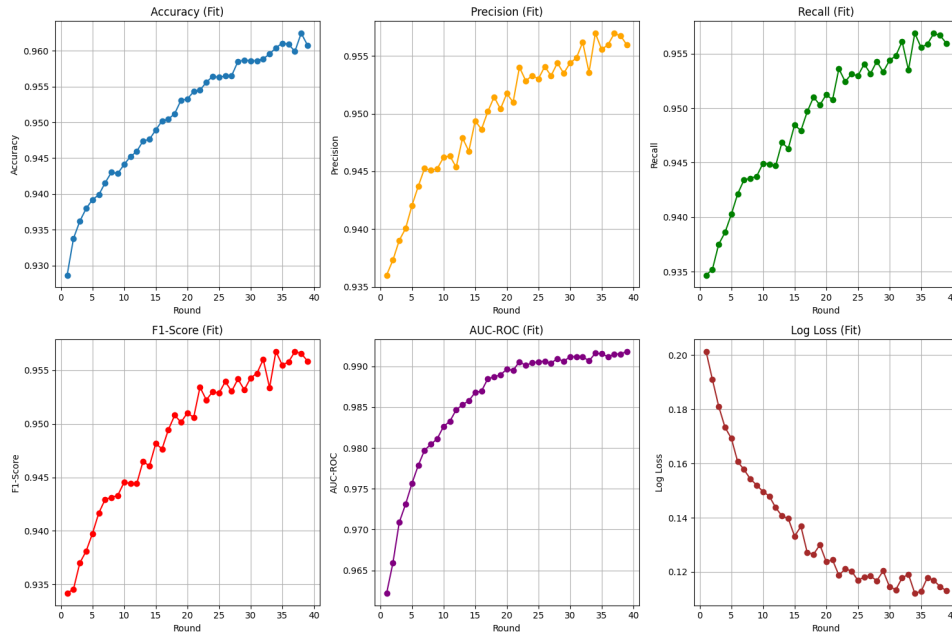 Accuracy (Fit)
Accuracy
0.960
0.955
0.950
0.945
0.940
0.935
0.930
0 5 10 15 20 25 30 35 40
Round
Precision (Fit)
Precision
0.955
0.950
0.945
0.940
0.935
0 5 10 15 20 25 30 35 40
Round
Recall (Fit)
Recall
0.955
0.950
0.945
0.940
0.935
0 5 10 15 20 25 30 35 40
Round
F1-Score (Fit)
F1-Score
0.955
0.950
0.945
0.940
0.935
0 5 10 15 20 25 30 35 40
Round
AUC-ROC (Fit)
AUC-ROC
0.990
0.985
0.980
0.975
0.970
0.965
0 5 10 15 20 25 30 35 40
Round
Log Loss (Fit)
Log Loss
0.20
0.18
0.16
0.14
0.12
0 5 10 15 20 25 30 35 40
Round